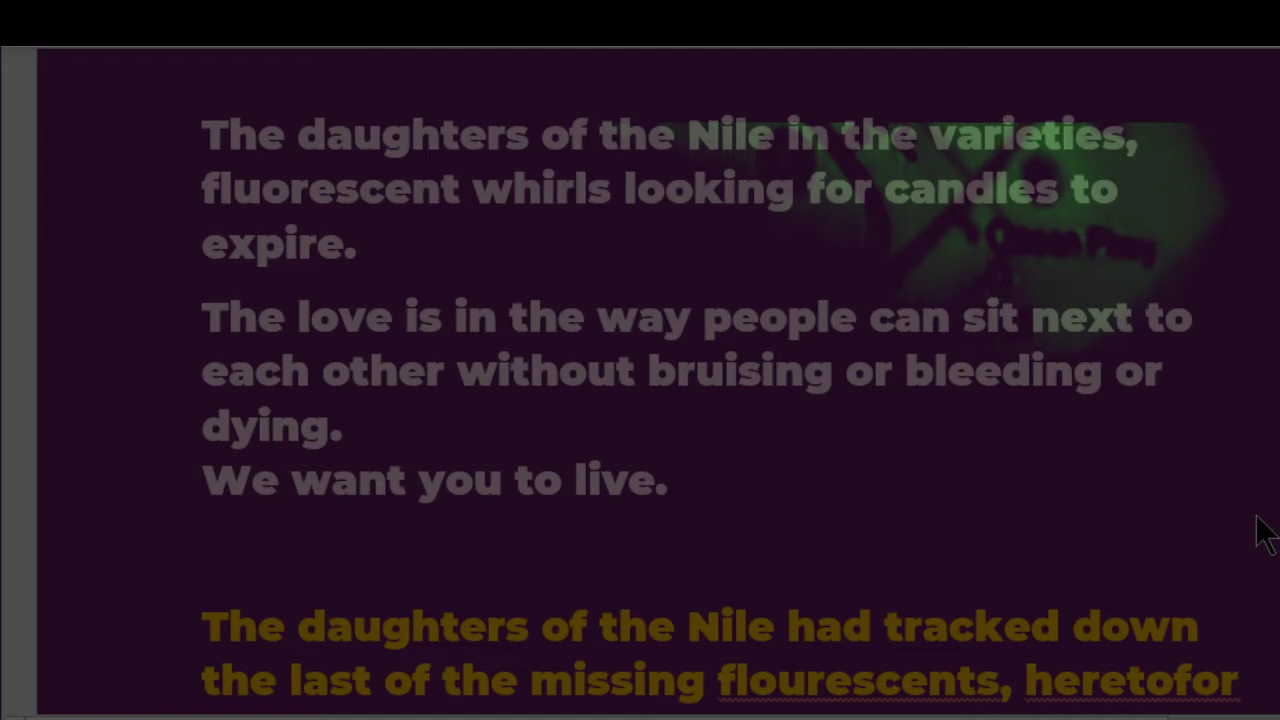 The daughters of the Nile in the varieties,
fluorescent whirls looking for candles to
expire.
The love is in the way people can sit next to
each other without bruising or bleeding or
dying.
We want you to live.
The daughters of the Nile had tracked down
the last of the missing flourescents, heretofor